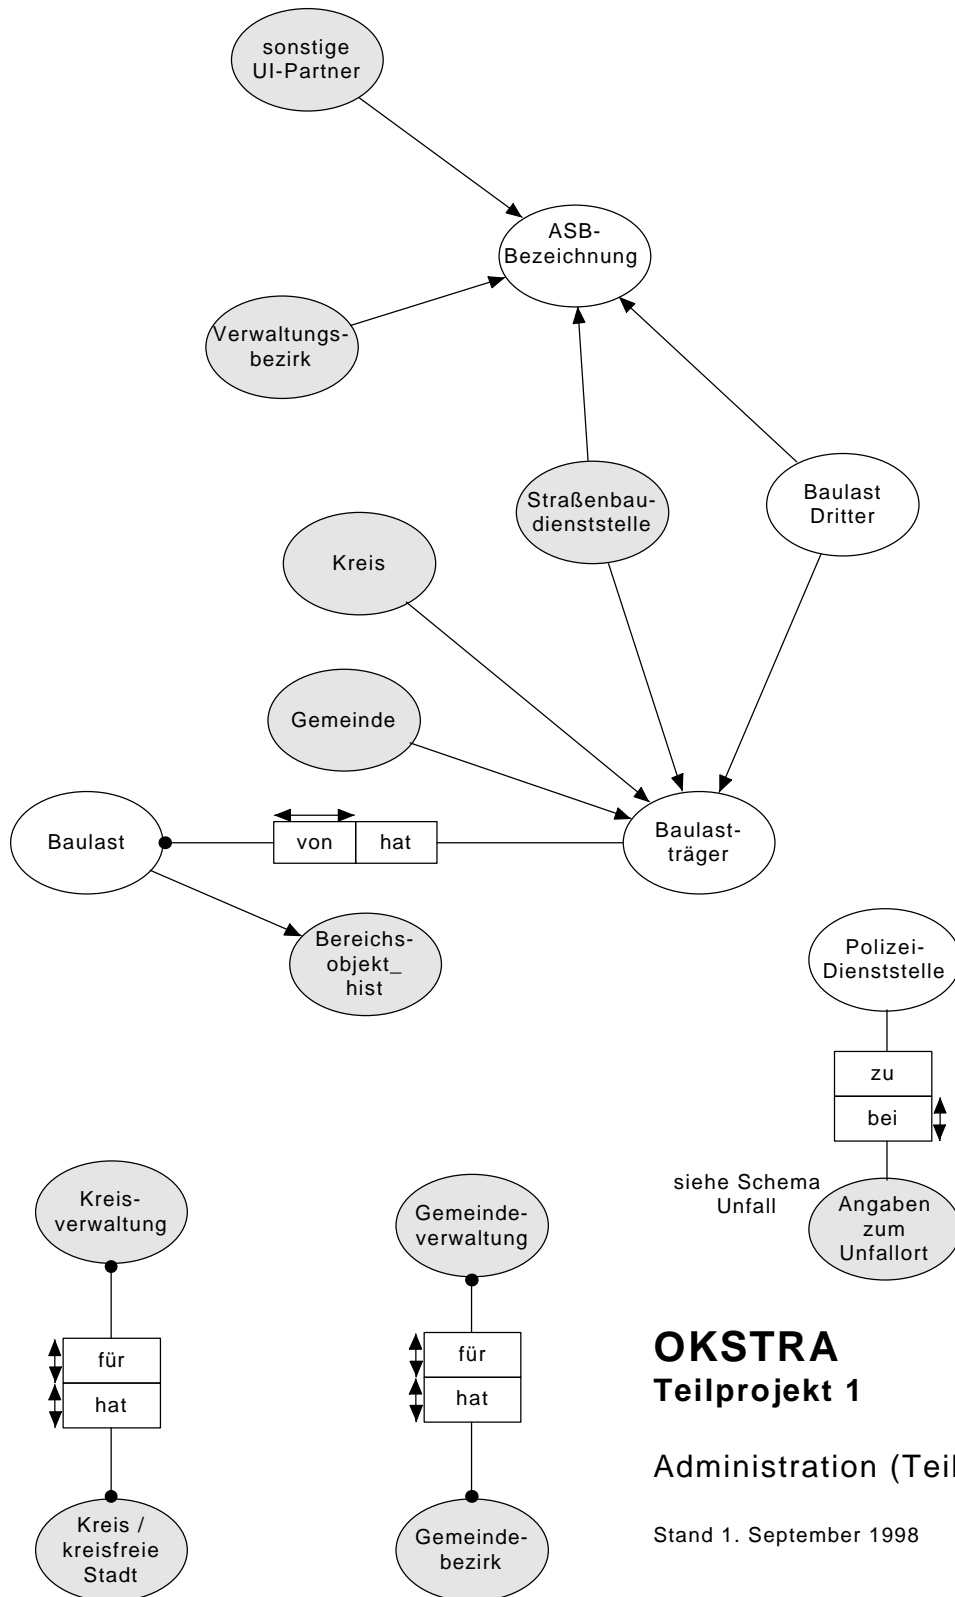 sonstige
UI-Partner
ASB-
Bezeichnung
Verwaltungs-
bezirk
Straßenbau-
dienststelle
Baulast
Dritter
Kreis
Gemeinde
Baulast
von
hat
Baulast-
träger
Bereichs-
objekt_
hist
Polizei-
Dienststelle
zu
bei
siehe Schema
Unfall
Angaben
zum
Unfallort
Kreis-
verwaltung
für
hat
Kreis /
kreisfreie
Stadt
Gemeinde-
verwaltung
für
hat
Gemeinde-
bezirk
OKSTRA
Teilprojekt 1
Administration (Teil
Stand 1. September 1998